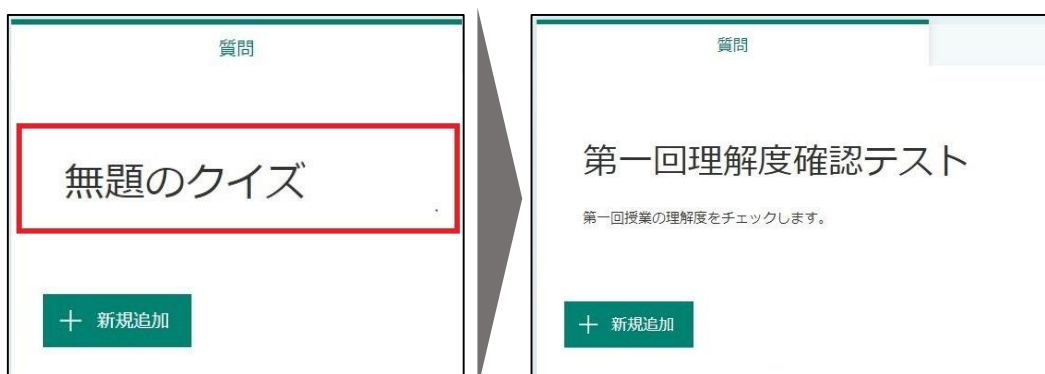 質問
無題のクイズ
+ 新規追加
質問
第一回理解度確認テスト
第一回授業の理解度をチェックします。
+ 新規追加